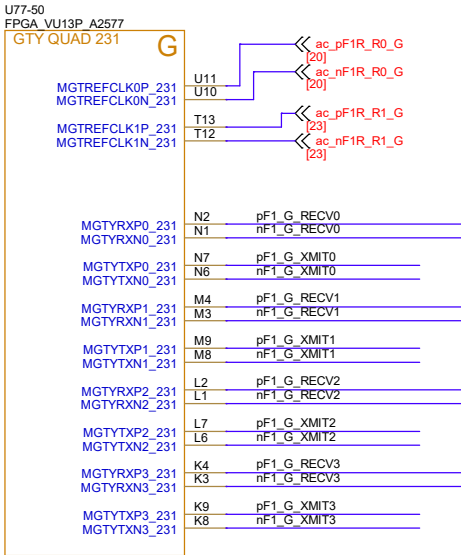 U77-50
FPGA_VU13P_A2577
GTY QUAD 231 G
MGTREFCLK0P_231 U11 ac_pF1R_R0_G
[20]
MGTREFCLK0N_231 U10 ac_nF1R_R0_G
[20]
MGTREFCLK1P_231 T13 ac_pF1R_R1_G
[23]
MGTREFCLK1N_231 T12 ac_nF1R_R1_G
[23]
MGTYRXP0_231 N2 pF1_G_RECV0
MGTYRXN0_231 N1 nF1_G_RECV0
MGTYTXP0_231 N7 pF1_G_XMIT0
MGTYTXN0_231 N6 nF1_G_XMIT0
MGTYRXP1_231 M4 pF1_G_RECV1
MGTYRXN1_231 M3 nF1_G_RECV1
MGTYTXP1_231 M9 pF1_G_XMIT1
MGTYTXN1_231 M8 nF1_G_XMIT1
MGTYRXP2_231 L2 pF1_G_RECV2
MGTYRXN2_231 L1 nF1_G_RECV2
MGTYTXP2_231 L7 pF1_G_XMIT2
MGTYTXN2_231 L6 nF1_G_XMIT2
MGTYRXP3_231 K4 pF1_G_RECV3
MGTYRXN3_231 K3 nF1_G_RECV3
MGTYTXP3_231 K9 pF1_G_XMIT3
MGTYTXN3_231 K8 nF1_G_XMIT3